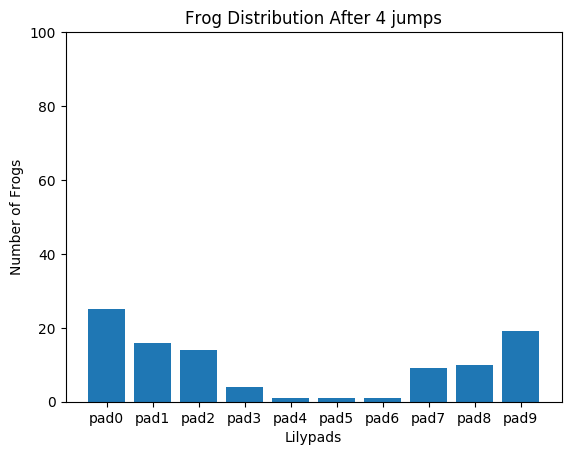 Frog Distribution After 4 jumps
100
80
60
40
20
0
Number of Frogs
pad0 pad1 pad2 pad3 pad4 pad5 pad6 pad7 pad8 pad9
Lilypads